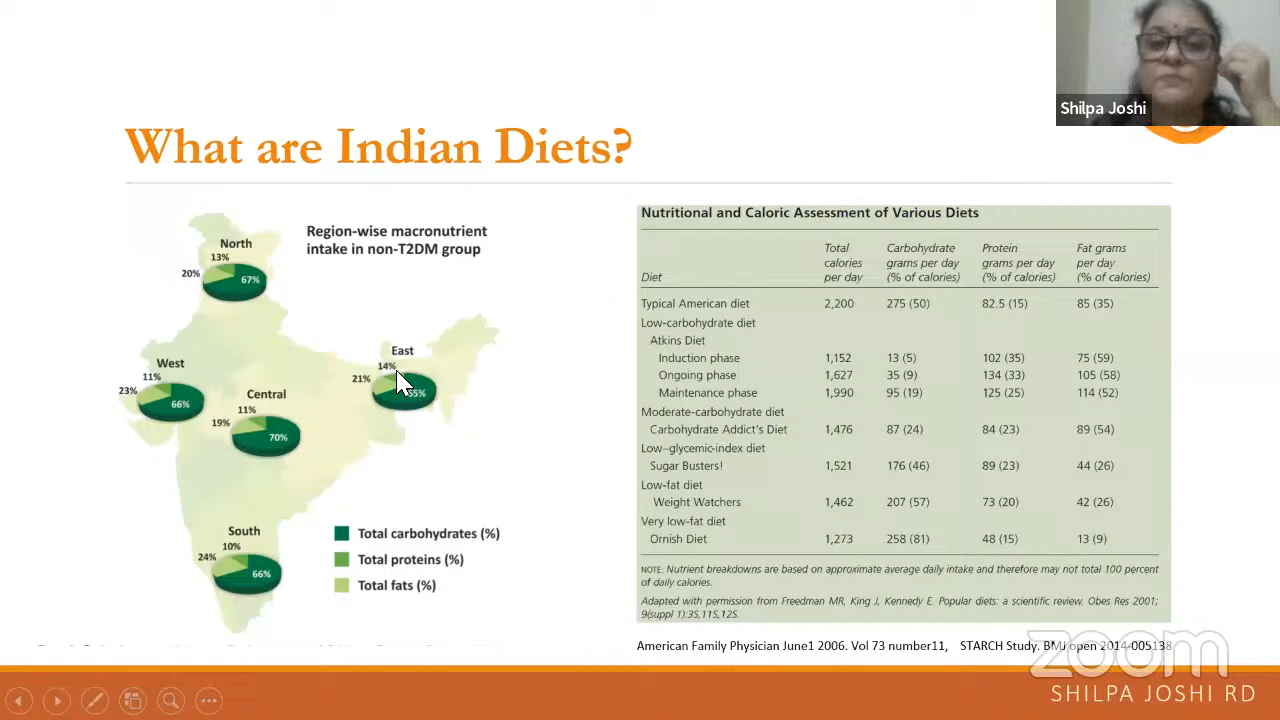 Shilpa Joshi
What are Indian Diets?
Region-wise macronutrient
intake in non-T2DM group
North
13%
20%
67%
West
11%
23%
66%
Central
11%
19%
70%
East
14%
21%
South
10%
24%
66%
Total carbohydrates (%)
Total proteins (%)
Total fats (%)
Nutritional and Caloric Assessment of Various Diets
Total Carbohydrate Protein Fat grams
calories grams per day grams per day per day
Diet per day (% of calories) (% of calories) (% of calories)
Typical American diet 2,200 275 (50) 82.5 (15) 85 (35)
Low-carbohydrate diet
Atkins Diet
Induction phase 1,152 13 (5) 102 (35) 75 (59)
Ongoing phase 1,627 35 (9) 134 (33) 105 (58)
Maintenance phase 1,990 95 (19) 125 (25) 114 (52)
Moderate-carbohydrate diet
Carbohydrate Addict's Diet 1,476 87 (24) 84 (23) 89 (54)
Low–glycemic-index diet
Sugar Busters! 1,521 176 (46) 89 (23) 44 (26)
Low-fat diet
Weight Watchers 1,462 207 (57) 73 (20) 42 (26)
Very low-fat diet
Ornish Diet 1,273 258 (81) 48 (15) 13 (9)
NOTE: Nutrient breakdowns are based on approximate average daily intake and therefore may not total 100 percent
of daily calories.
Adapted with permission from Freedman MR, King J, Kennedy E. Popular diets: a scientific review. Obes Res 2001;
9(suppl 1):3S,11S,12S.
American Family Physician June1 2006. Vol 73 number11, STARCH Study. BMJ open 2014-005138
zoom
SHILPA JOSHI RD